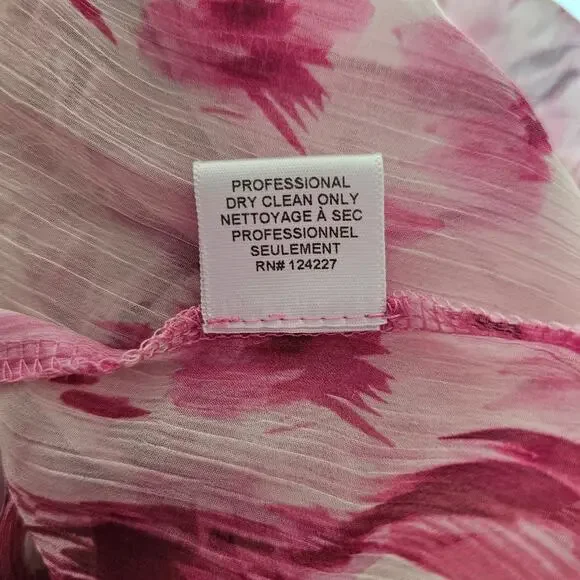 PROFESSIONAL
DRY CLEAN ONLY
NETTOYAGE À SEC
PROFESSIONNEL
SEULEMENT
RN# 124227